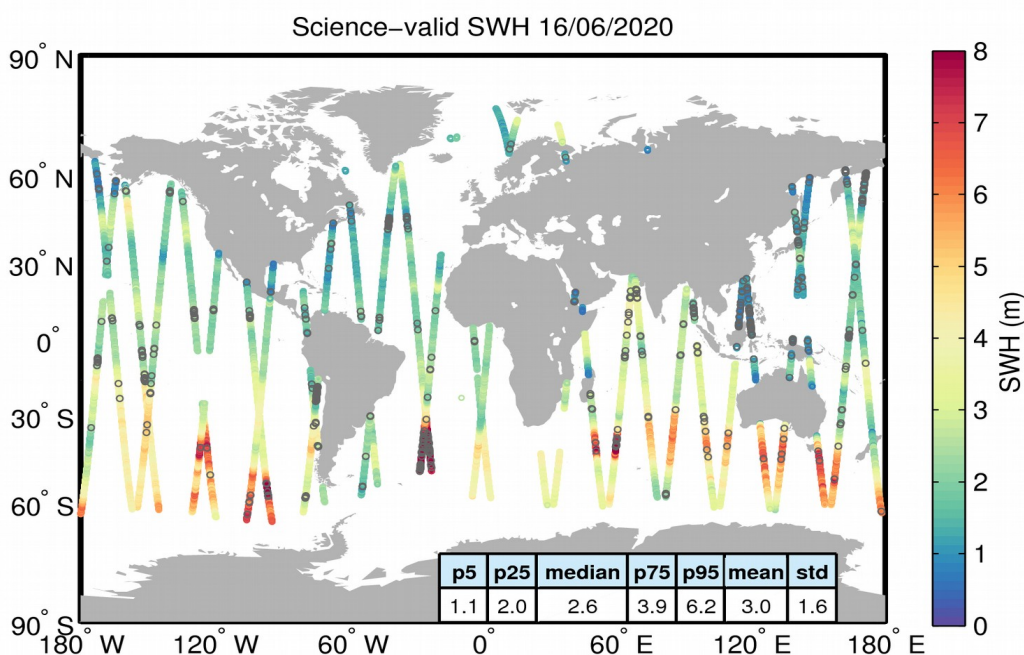 Science−valid SWH 16/06/2020
90° N
60° N
30° N
0°
30° S
60° S
90° S
180° W
120° W
60° W
0°
60° E
120° E
180° E
p5 p25 median p75 p95 mean std
1.1 2.0 2.6 3.9 6.2 3.0 1.6
8
7
6
5
4
3
2
1
0
SWH (m)